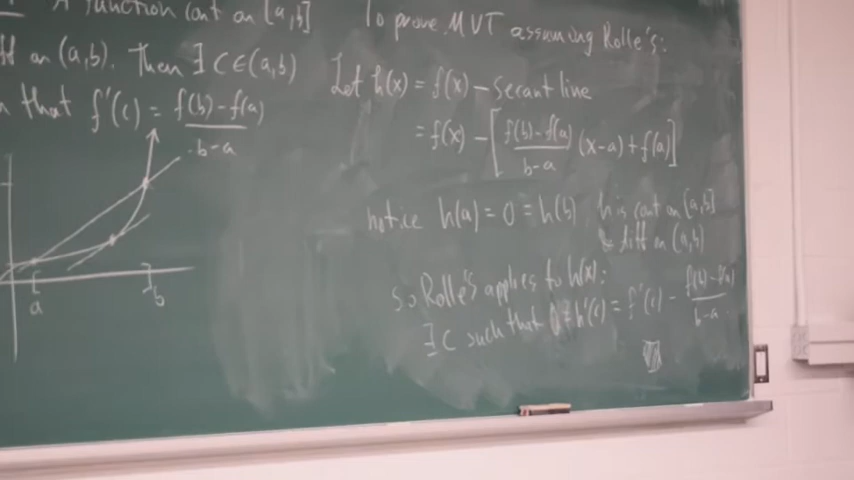 A function cont on [a,b]
on (a,b). Then ∃ c∈(a,b)
that f'(c) = f(b)-f(a)
b-a
a
b
To prove MVT assuming Rolle's:
Let h(x) = f(x) - secant line
= f(x) - [f(b)-f(a)/b-a (x-a) + f(a)]
notice h(a) = 0 = h(b), h is cont on [a,b]
& diff on (a,b)
so Rolle's applies to h(x):
∃ c such that 0 = h'(c) = f'(c) - f(b)-f(a)
b-a